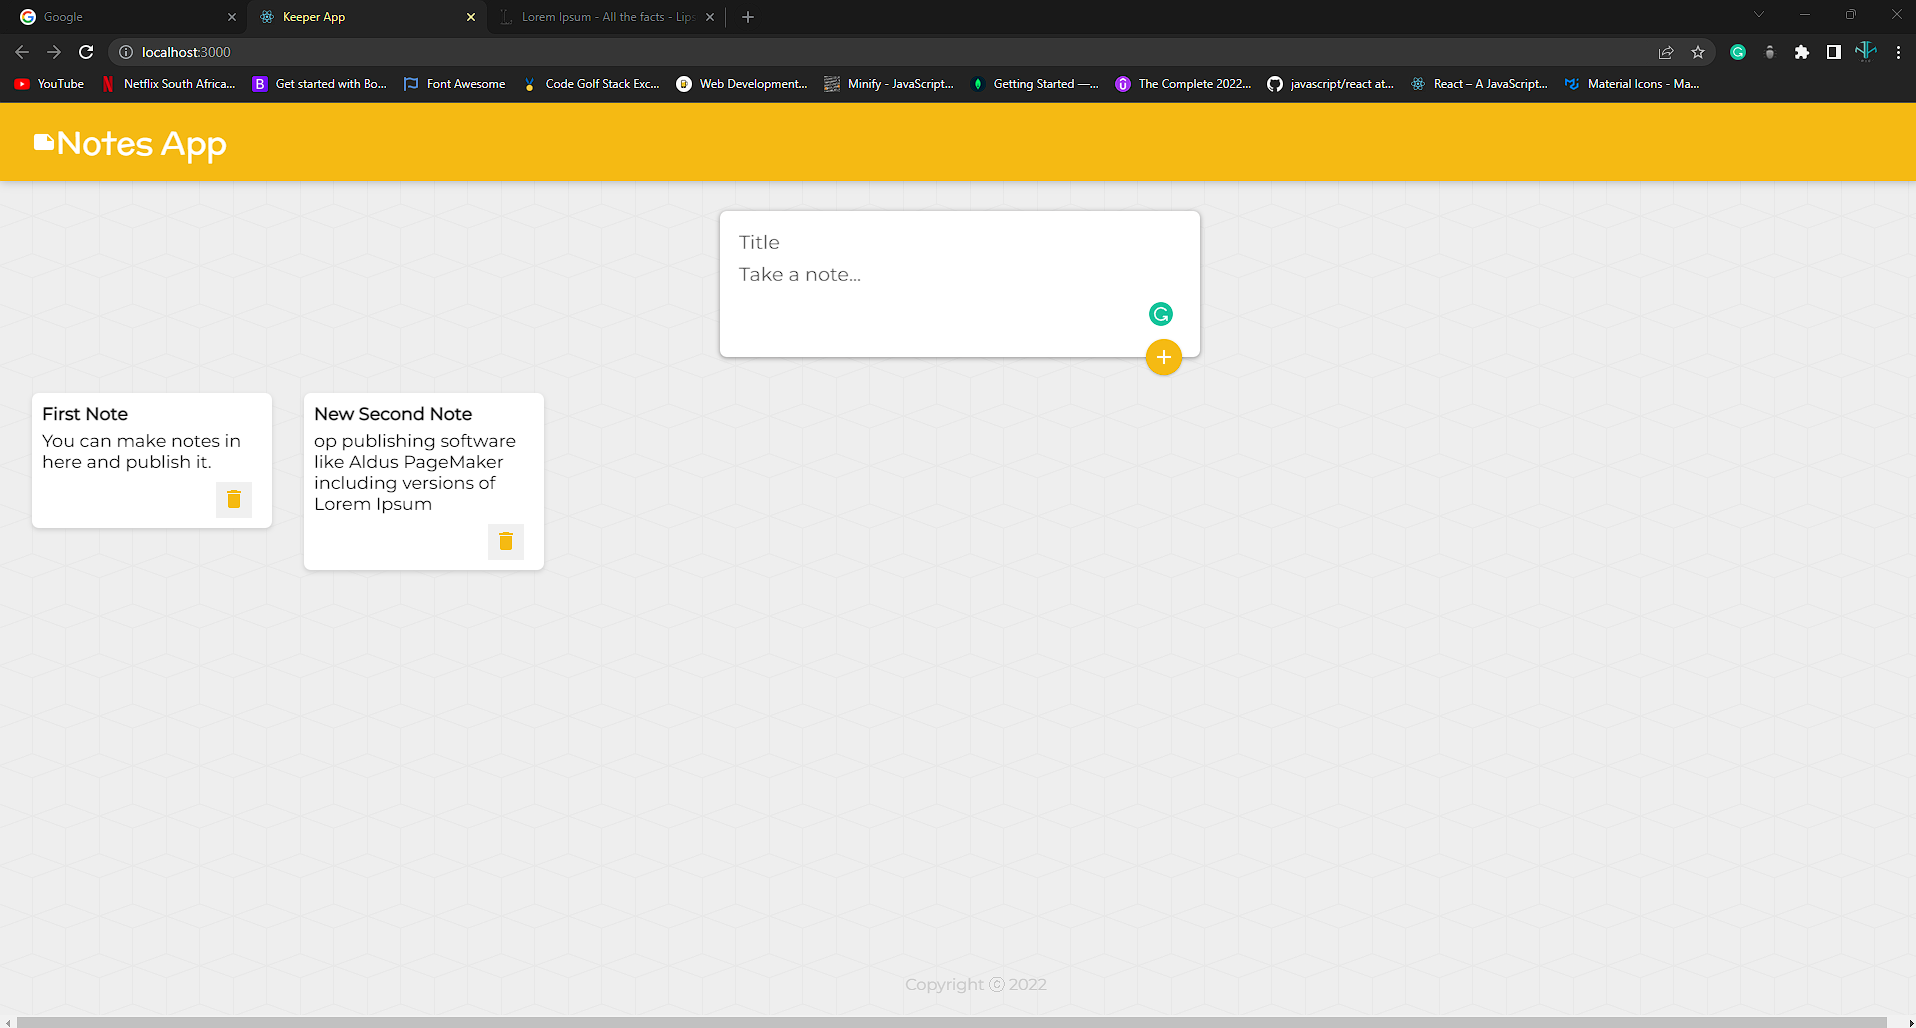 Google
Keeper App
Lorem Ipsum - All the facts - Lips
localhost:3000
YouTube
Netflix South Africa...
Get started with Bo...
Font Awesome
Code Golf Stack Exc...
Web Development...
Minify - JavaScript...
Getting Started —...
The Complete 2022...
javascript/react at...
React – A JavaScript...
Material Icons - Ma...
Notes App
Title
Take a note...
First Note
You can make notes in
here and publish it.
New Second Note
op publishing software
like Aldus PageMaker
including versions of
Lorem Ipsum
Copyright ⓒ 2022